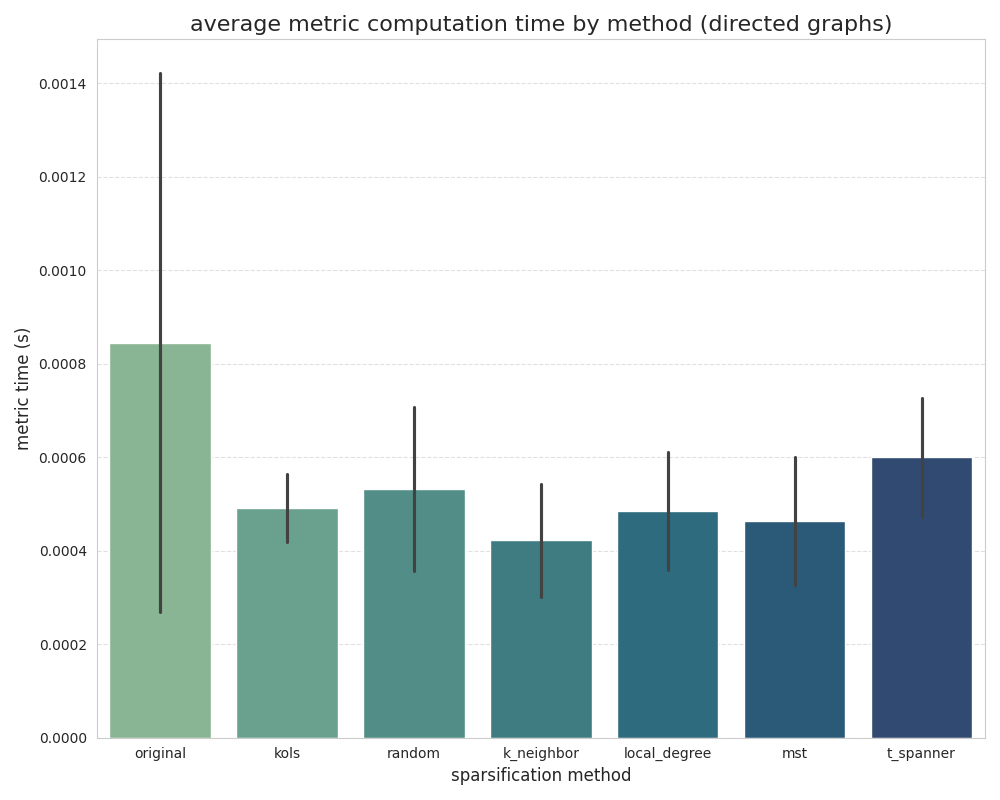 average metric computation time by method (directed graphs)
metric time (s)
0.0014
0.0012
0.0010
0.0008
0.0006
0.0004
0.0002
0.0000
original kols random k_neighbor local_degree mst t_spanner
sparsification method